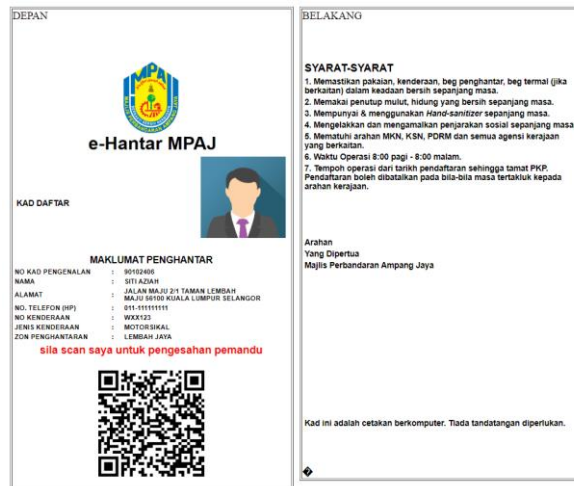 DEPAN
MPAJ
e-Hantar MPAJ
KAD DAFTAR
MAKLUMAT PENGHANTAR
NO KAD PENGENALAN : 90102406
NAMA : SITI AZIAH
ALAMAT : JALAN MAJU 2/1 TAMAN LEMBAH
MAJU 56100 KUALA LUMPUR SELANGOR
NO. TELEFON (HP) : 011-111111111
NO KENDERAAN : WXX123
JENIS KENDERAAN : MOTORSIKAL
ZON PENGHANTARAN : LEMBAH JAYA
sila scan saya untuk pengesahan pemandu
BELAKANG
SYARAT-SYARAT
1. Memastikan pakaian, kenderaan, beg penghantar, beg termal (jika
berkaitan) dalam keadaan bersih sepanjang masa.
2. Memakai penutup mulut, hidung yang bersih sepanjang masa.
3. Mempunyai & menggunakan Hand-sanitizer sepanjang masa.
4. Mengelakkan dan mengamalkan penjarakan sosial sepanjang masa
5. Mematuhi arahan MKN, KSN, PDRM dan semua agensi kerajaan
yang berkaitan.
6. Waktu Operasi 8:00 pagi - 8:00 malam.
7. Tempoh operasi dari tarikh pendaftaran sehingga tamat PKP.
Pendaftaran boleh dibatalkan pada bila-bila masa tertakluk kepada
arahan kerajaan.
Arahan
Yang Dipertua
Majlis Perbandaran Ampang Jaya
Kad ini adalah cetakan berkomputer. Tiada tandatangan diperlukan.
�